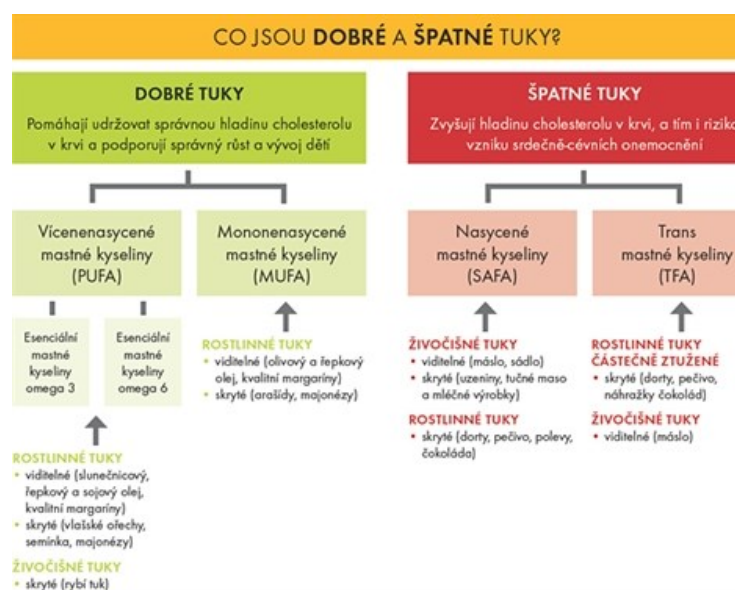 CO JSOU DOBRÉ A ŠPATNÉ TUKY?
DOBRÉ TUKY
Pomáhají udržovat správnou hladinu cholesterolu
v krvi a podporují správný růst a vývoj dětí
Vícenenasycené
mastné kyseliny
(PUFA)
Mononenasycené
mastné kyseliny
(MUFA)
Esenciální
mastné
kyseliny
omega 3
Esenciální
mastné
kyseliny
omega 6
ROSTLINNÉ TUKY
• viditelné (slunečnicový,
řepkový a sojový olej,
kvalitní margaríny)
• skryté (vlašské ořechy,
semínka, majonézy)
ŽIVOČIŠNÉ TUKY
• skryté (rybí tuk)
ROSTLINNÉ TUKY
• viditelné (olivový a řepkový
olej, kvalitní margaríny)
• skryté (arašídy, majonézy)
ŠPATNÉ TUKY
Zvyšují hladinu cholesterolu v krvi, a tím i riziko
vzniku srdečně-cévních onemocnění
Nasycené
mastné kyseliny
(SAFA)
Trans
mastné kyseliny
(TFA)
ŽIVOČIŠNÉ TUKY
• viditelné (máslo, sádlo)
• skryté (uzeniny, tučné maso
a mléčné výrobky)
ROSTLINNÉ TUKY
• skryté (dorty, pečivo, polevy,
čokoláda)
ROSTLINNÉ TUKY
ČÁSTEČNĚ ZTUŽENÉ
• skryté (dorty, pečivo,
náhražky čokolád)
ŽIVOČIŠNÉ TUKY
• viditelné (máslo)